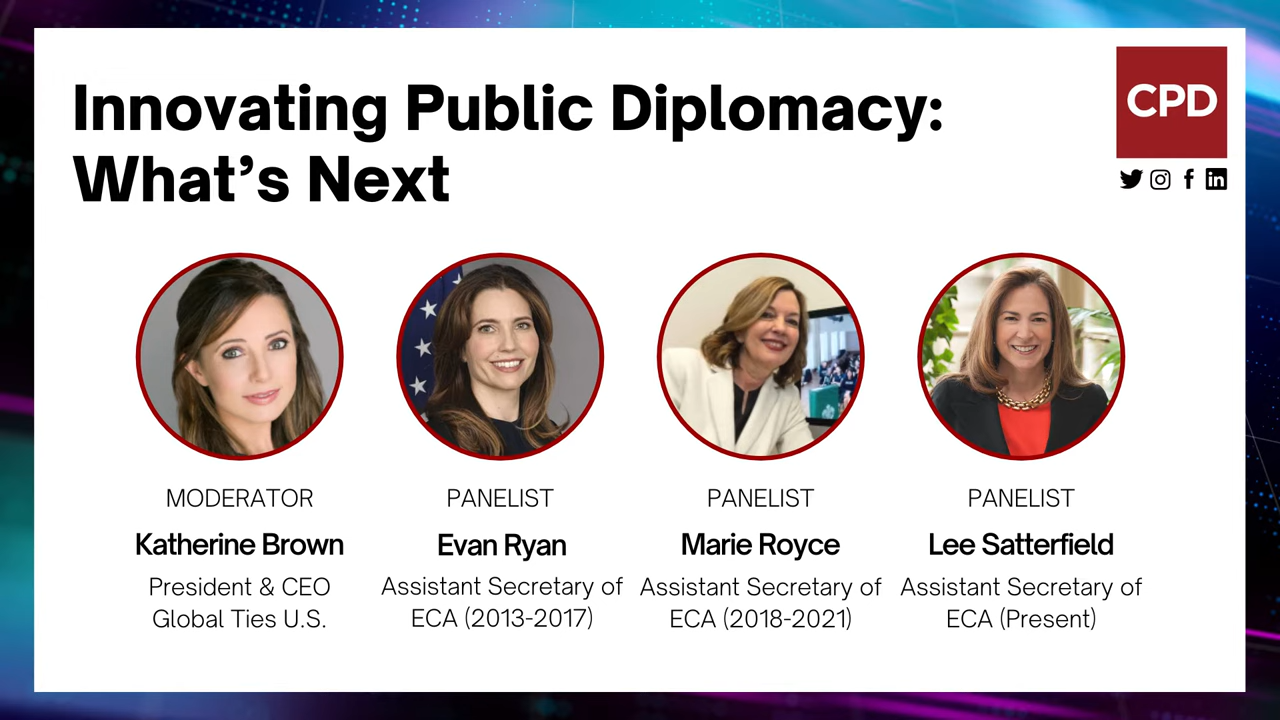 Innovating Public Diplomacy:
What’s Next
CPD
MODERATOR
Katherine Brown
President & CEO
Global Ties U.S.
PANELIST
Evan Ryan
Assistant Secretary of
ECA (2013-2017)
PANELIST
Marie Royce
Assistant Secretary of
ECA (2018-2021)
PANELIST
Lee Satterfield
Assistant Secretary of
ECA (Present)